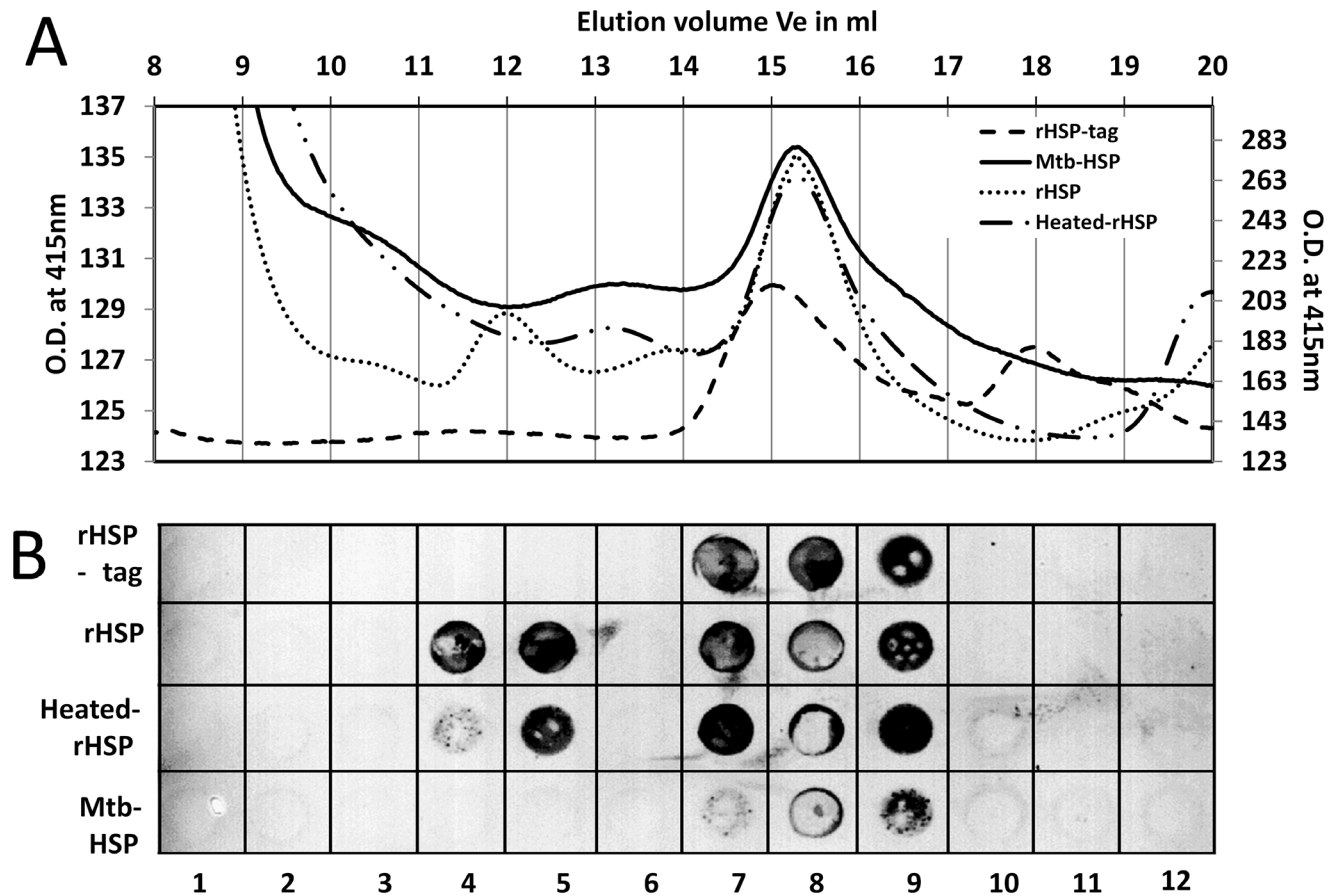 A
Elution volume Ve in ml
8 9 10 11 12 13 14 15 16 17 18 19 20
137
135
133
131
129
127
125
123
O.D. at 415nm
rHSP-tag
Mtb-HSP
rHSP
Heated-rHSP
283
263
243
223
203
183
163
143
123
O.D. at 415nm
B
rHSP
- tag
rHSP
Heated-
rHSP
Mtb-
HSP
1 2 3 4 5 6 7 8 9 10 11 12